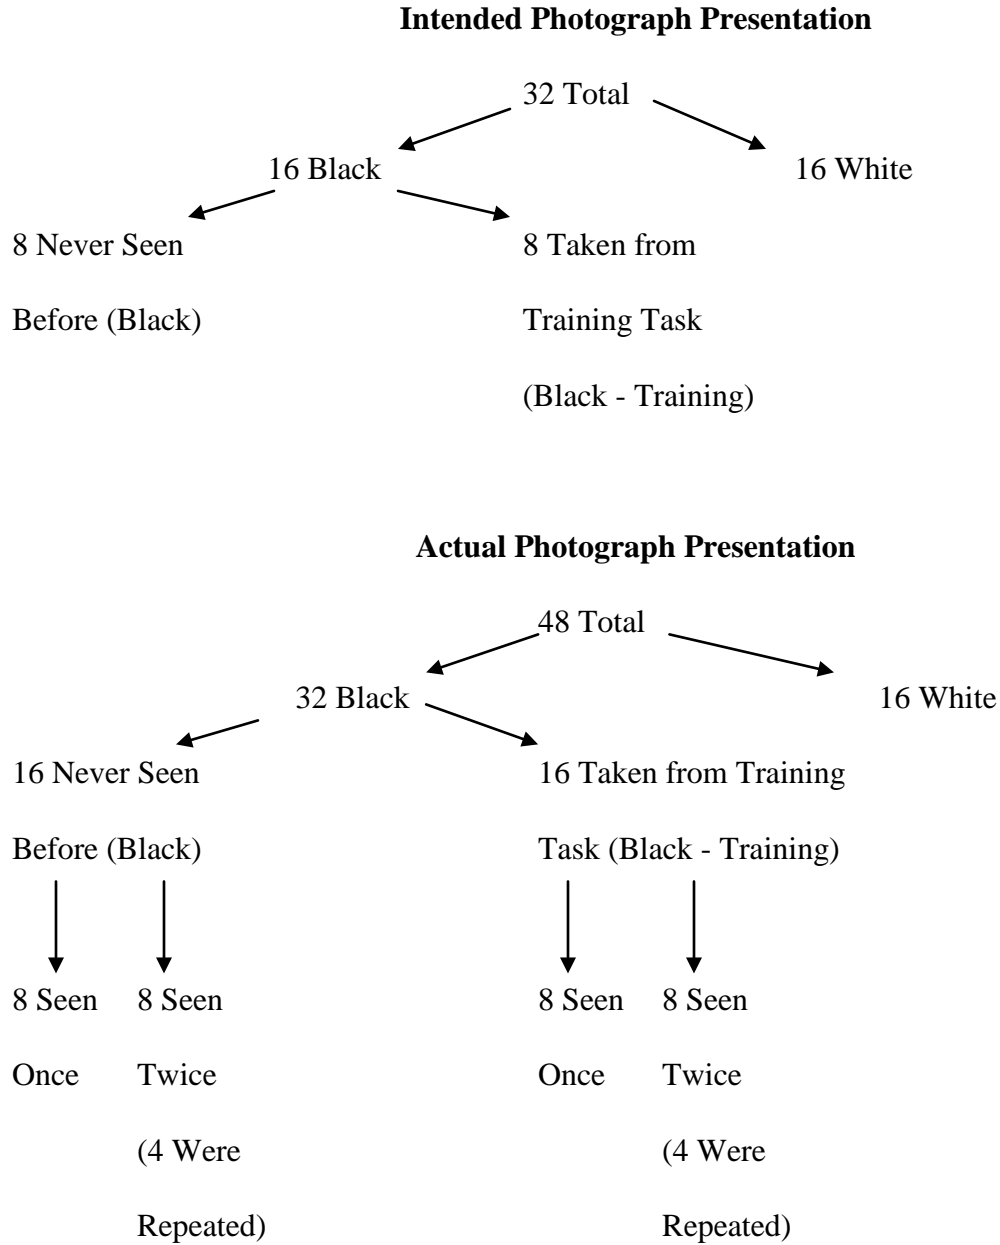 Intended Photograph Presentation
32 Total
16 Black
16 White
8 Never Seen
Before (Black)
8 Taken from
Training Task
(Black - Training)
Actual Photograph Presentation
48 Total
32 Black
16 White
16 Never Seen
Before (Black)
16 Taken from Training
Task (Black - Training)
8 Seen
Once
8 Seen
Twice
(4 Were
Repeated)
8 Seen
Once
8 Seen
Twice
(4 Were
Repeated)